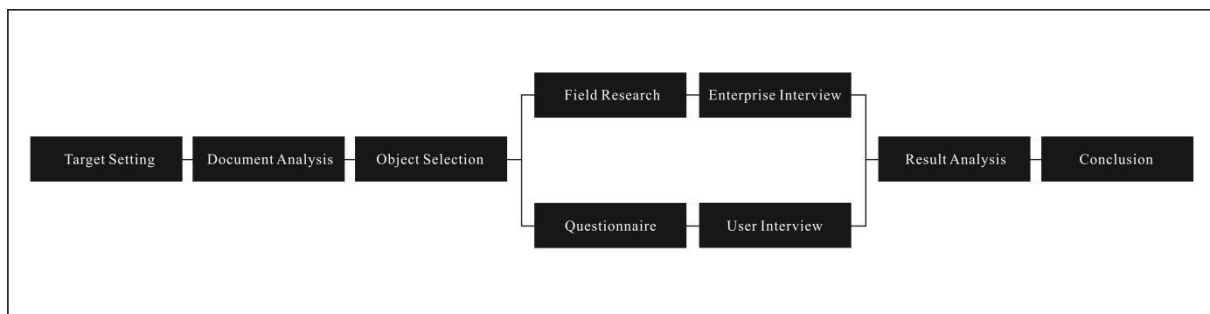 Target Setting
Document Analysis
Object Selection
Field Research
Enterprise Interview
Questionnaire
User Interview
Result Analysis
Conclusion